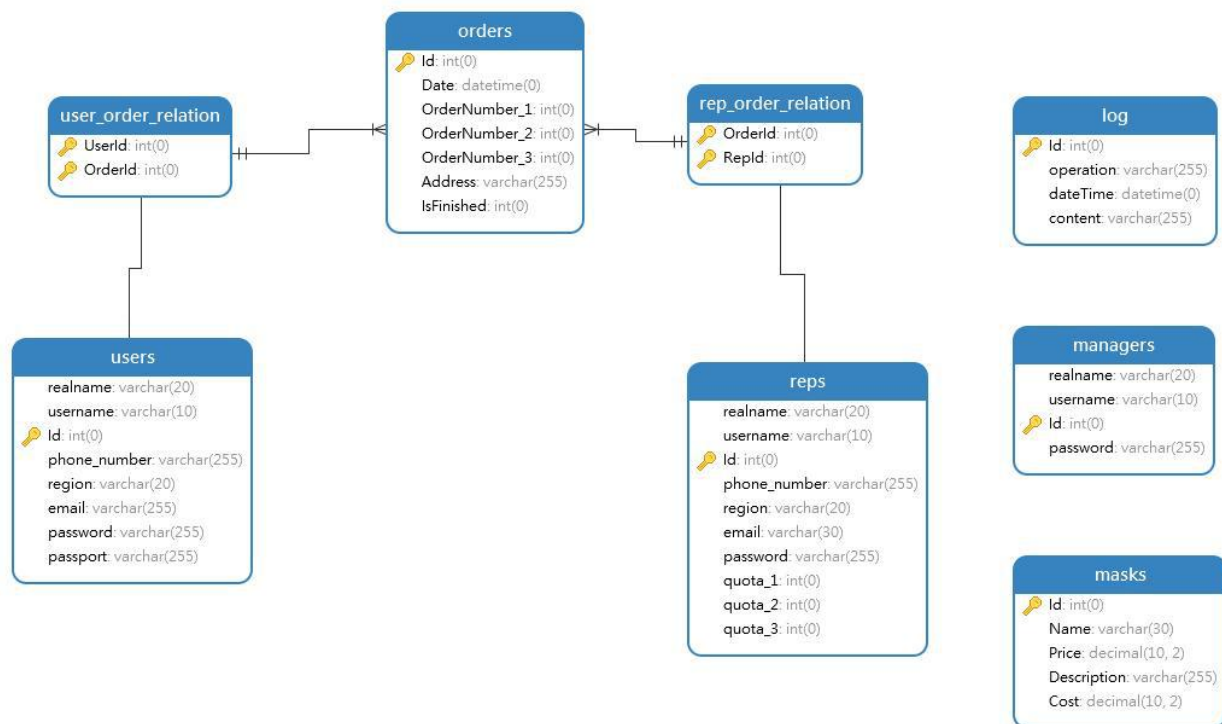 orders
Id: int(0)
Date: datetime(0)
OrderNumber_1: int(0)
OrderNumber_2: int(0)
OrderNumber_3: int(0)
Address: varchar(255)
IsFinished: int(0)
user_order_relation
UserId: int(0)
OrderId: int(0)
rep_order_relation
OrderId: int(0)
RepId: int(0)
log
Id: int(0)
operation: varchar(255)
dateTime: datetime(0)
content: varchar(255)
users
realname: varchar(20)
username: varchar(10)
Id: int(0)
phone_number: varchar(255)
region: varchar(20)
email: varchar(255)
password: varchar(255)
passport: varchar(255)
reps
realname: varchar(20)
username: varchar(10)
Id: int(0)
phone_number: varchar(255)
region: varchar(20)
email: varchar(30)
password: varchar(255)
quota_1: int(0)
quota_2: int(0)
quota_3: int(0)
managers
realname: varchar(20)
username: varchar(10)
Id: int(0)
password: varchar(255)
masks
Id: int(0)
Name: varchar(30)
Price: decimal(10, 2)
Description: varchar(255)
Cost: decimal(10, 2)